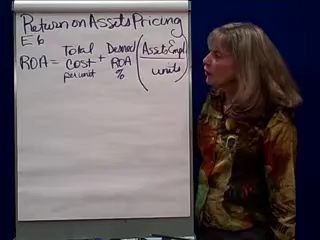 Return on Assets Pricing
E6
ROA = Total cost per unit + Desired ROA % (Assets Empl / units)